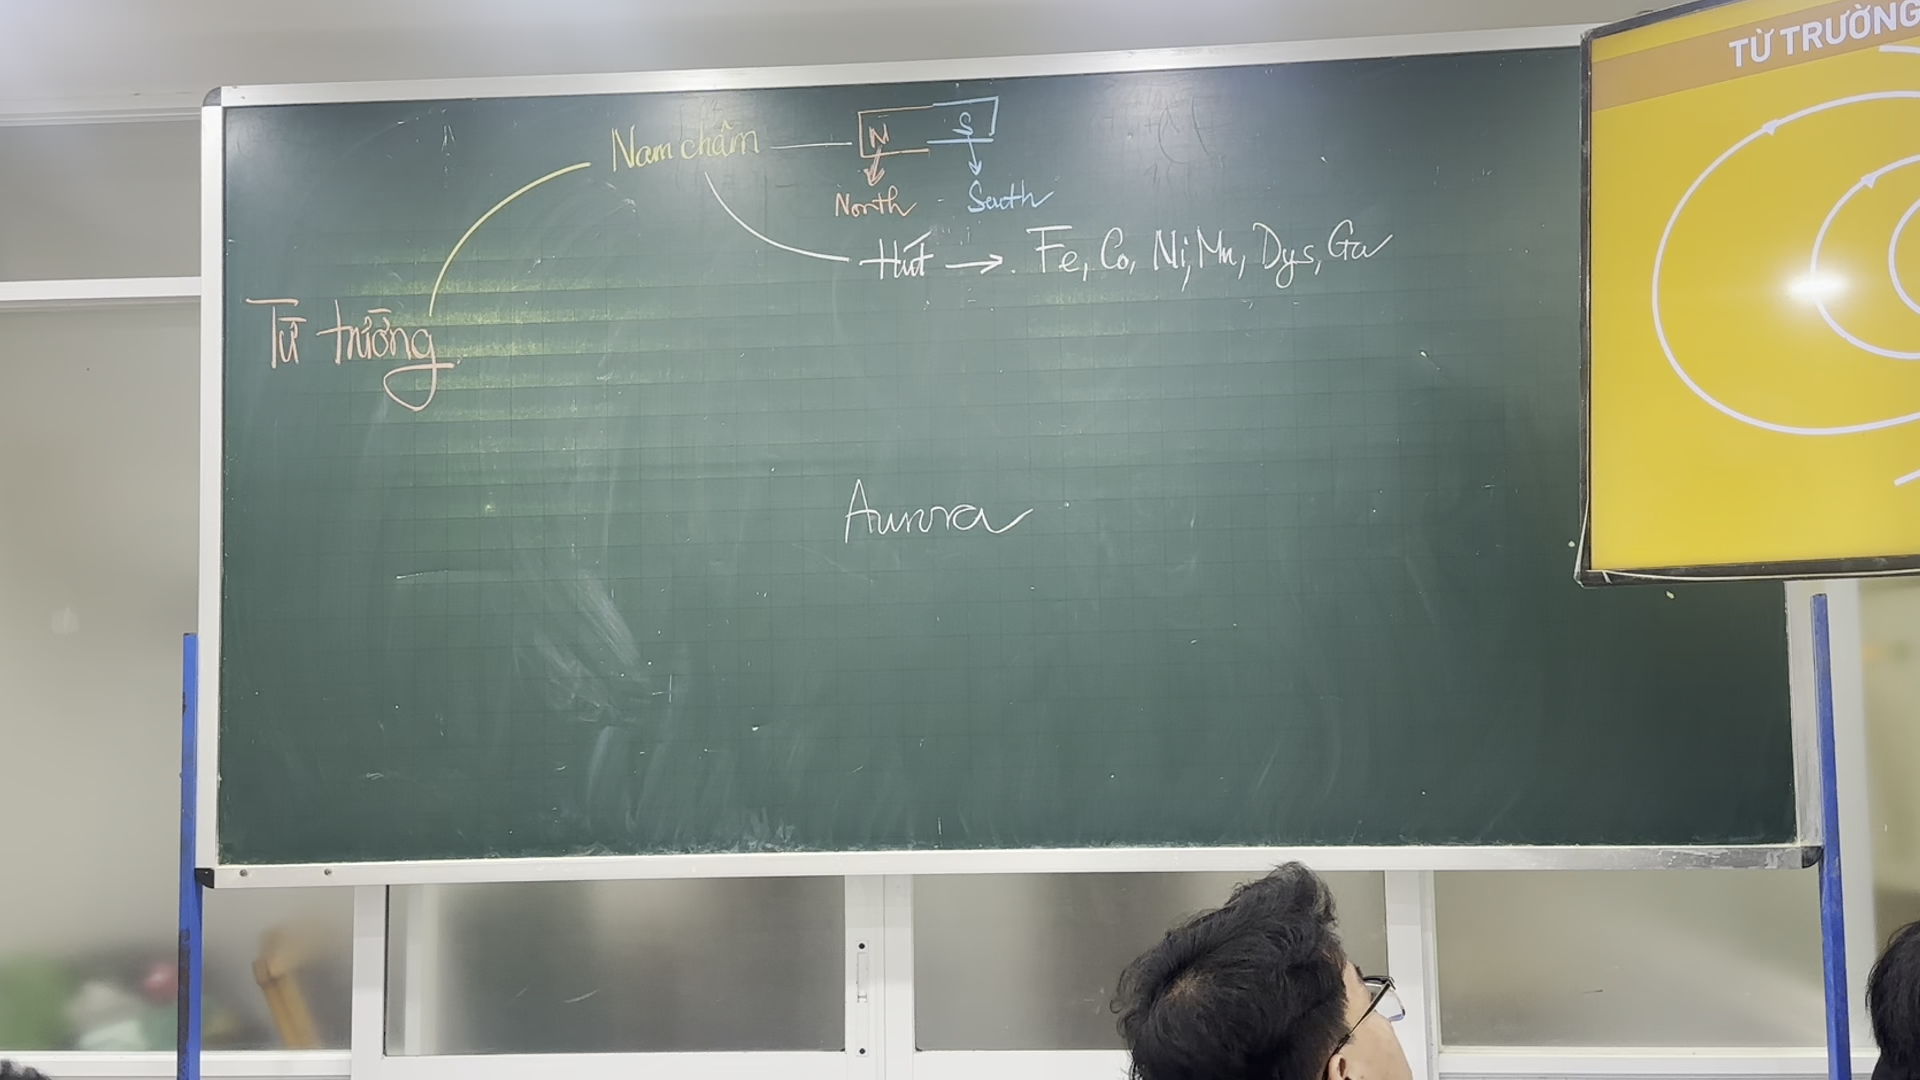 TỪ TRƯỜNG
Nam châm
N S
North South
Hút → Fe, Co, Ni, Mn, Dys, Ga
Từ trường
Aurora